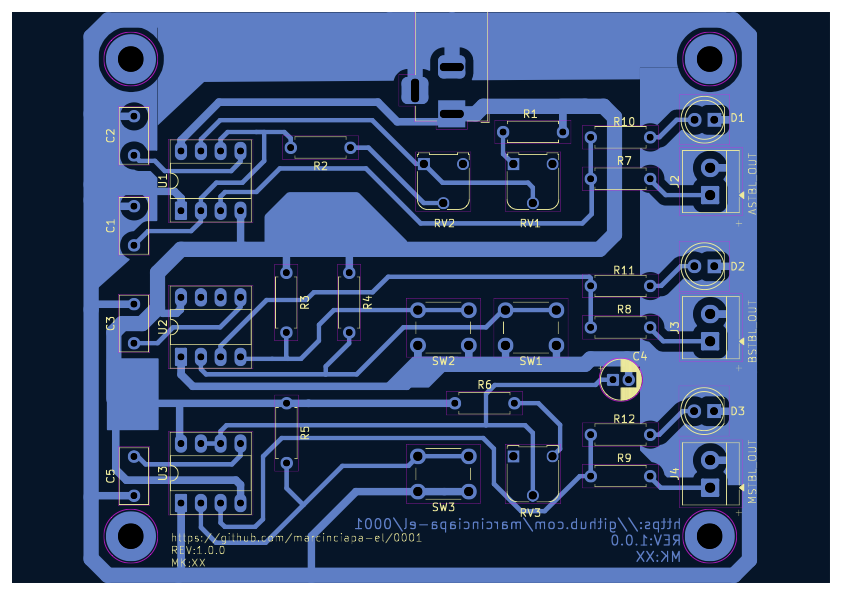 R1
D1
R10
C2
R7
R2
J2
ASTBL OUT
U1
C1
RV2
RV1
+
R11
D2
R3
R4
R8
C3
U2
J3
BSTBL OUT
SW2
SW1
C4
+
+
R6
D3
R12
R5
R9
C5
U3
J4
MSTBL OUT
SW3
RV3
+
https://github.com/marcinciapa-el/0001
REV:1.0.0
MK:XX
https://github.com/marcinciapa-el/0001
REV:1.0.0
MK:XX